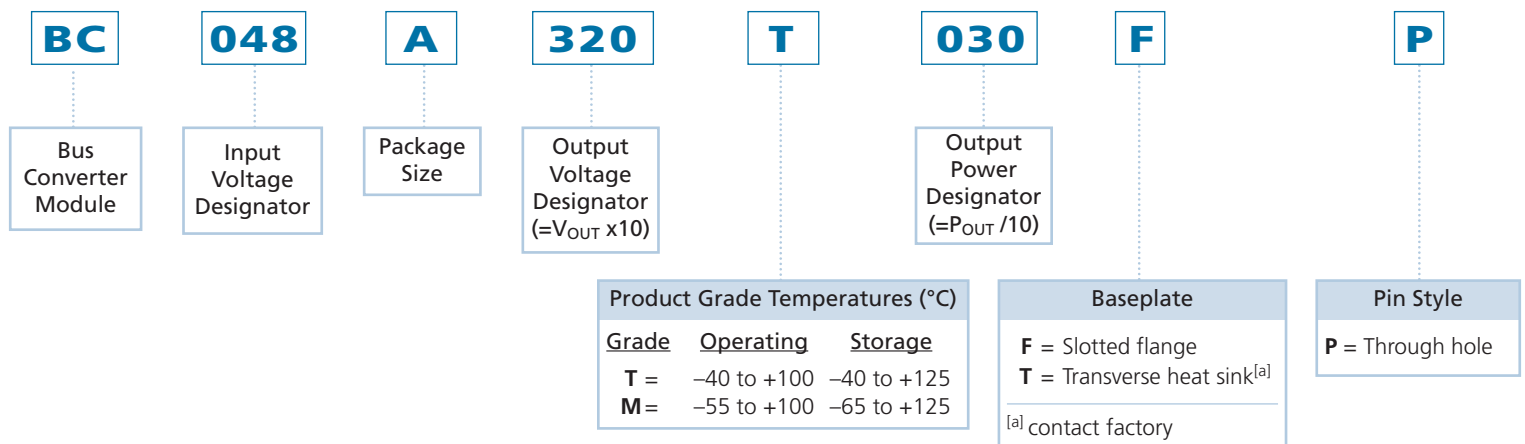 BC 048 A 320 T 030 F P
Bus
Converter
Module
Input
Voltage
Designator
Package
Size
Output
Voltage
Designator
(=VOUT x10)
Output
Power
Designator
(=POUT /10)
Product Grade Temperatures (°C)
Grade Operating Storage
T = –40 to +100 –40 to +125
M = –55 to +100 –65 to +125
Baseplate
F = Slotted flange
T = Transverse heat sink[a]
[a] contact factory
Pin Style
P = Through hole